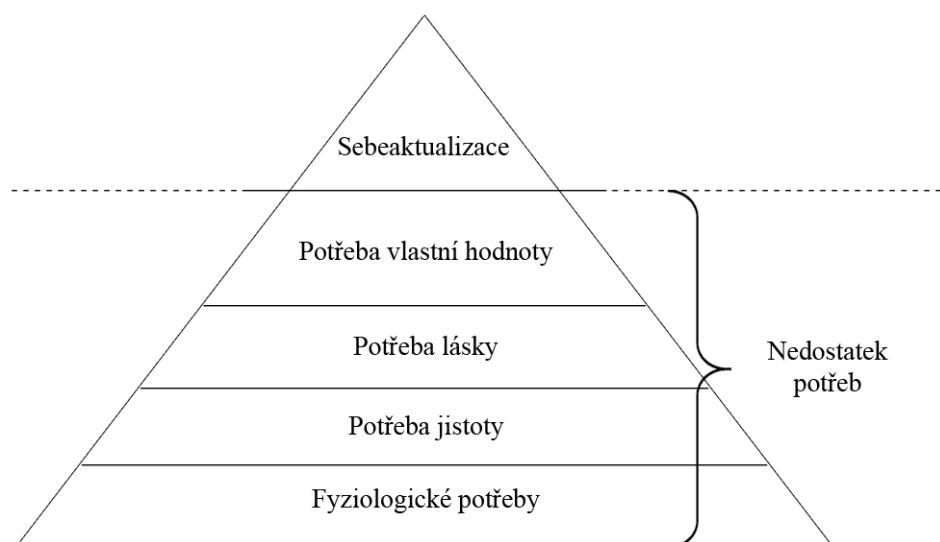 Sebeaktualizace
Potřeba vlastní hodnoty
Potřeba lásky
Nedostatek
potřeb
Potřeba jistoty
Fyziologické potřeby